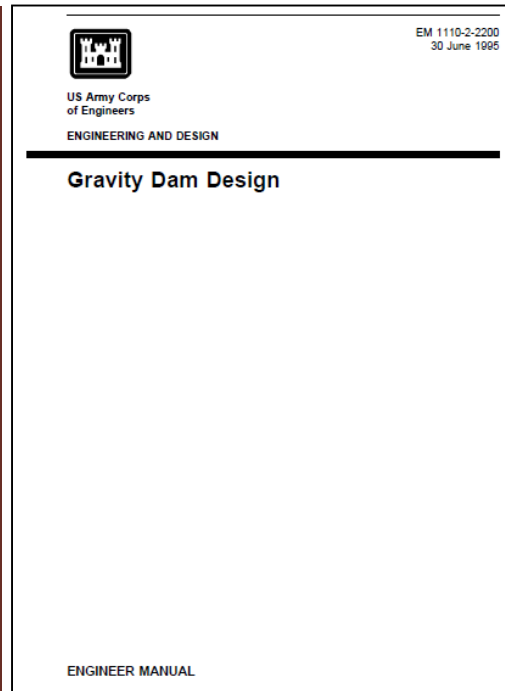 EM 1110-2-2200
30 June 1995
US Army Corps
of Engineers
ENGINEERING AND DESIGN
Gravity Dam Design
ENGINEER MANUAL